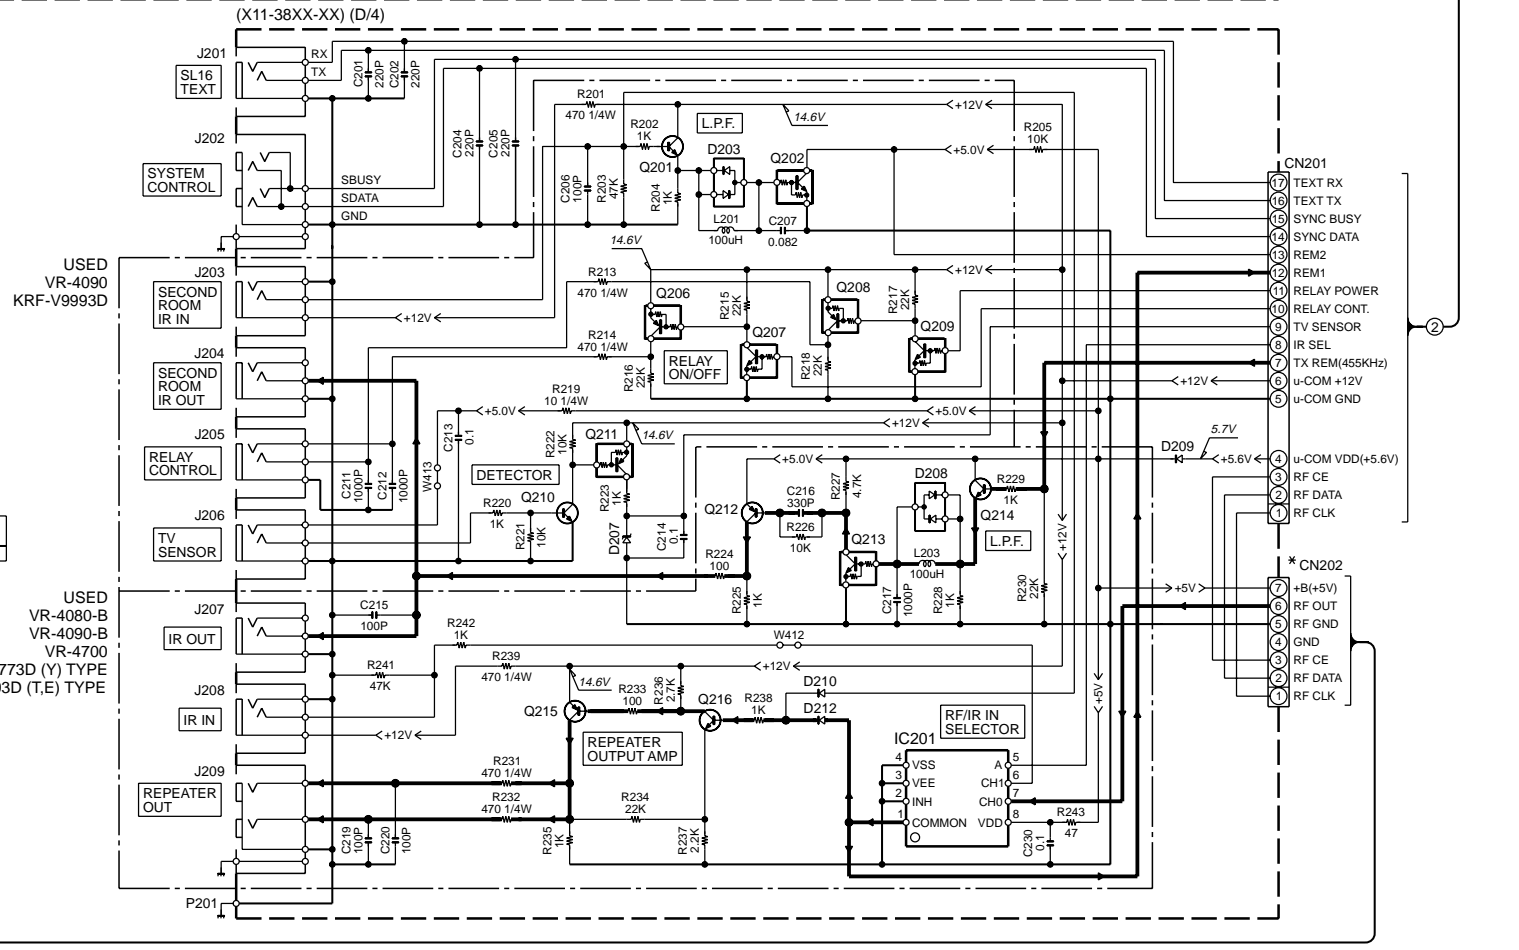 (X11-38XX-XX) (D/4)
J201
SL16
TEXT
RX
TX
C201
220P
C202
220P
J202
SYSTEM
CONTROL
SBUSY
SDATA
GND
C204
220P
C205
220P
R201
470 1/4W
R202
1K
Q201
C206
100P
R203
47K
R204
1K
L.P.F.
14.6V
D203
Q202
L201
100uH
C207
0.082
+12V
+5.0V
R205
10K
CN201
17 TEXT RX
16 TEXT TX
15 SYNC BUSY
14 SYNC DATA
13 REM2
12 REM1
11 RELAY POWER
10 RELAY CONT.
9 TV SENSOR
8 IR SEL
7 TX REM(455KHz)
6 u-COM +12V
5 u-COM GND
4 u-COM VDD(+5.6V)
3 RF CE
2 RF DATA
1 RF CLK
2
USED
VR-4090
KRF-V9993D
J203
SECOND
ROOM
IR IN
+12V
14.6V
R213
470 1/4W
R214
470 1/4W
Q206
R216
22K
RELAY
ON/OFF
R215
22K
Q207
Q208
R218
22K
R217
22K
Q209
+12V
+12V
J204
SECOND
ROOM
IR OUT
R219
10 1/4W
+5.0V
+5.0V
+12V
C213
0.1
W413
J205
RELAY
CONTROL
C211
1000P
C212
1000P
DETECTOR
R222
10K
Q211
14.6V
R220
1K
Q210
R221
10K
R223
1K
D207
C214
0.1
J206
TV
SENSOR
+5.0V
Q212
C216
330P
R226
10K
R227
4.7K
D208
Q214
R229
1K
L.P.F.
Q213
L203
100uH
C217
1000P
R228
1K
R230
22K
+12V
R224
100
R225
1K
D209
5.7V
+5.6V
* CN202
7 +B(+5V)
6 RF OUT
5 RF GND
4 GND
3 RF CE
2 RF DATA
1 RF CLK
+5V
+5V
USED
VR-4080-B
VR-4090-B
VR-4700
773D (Y) TYPE
03D (T,E) TYPE
J207
IR OUT
C215
100P
R242
1K
W412
R241
47K
R239
470 1/4W
+12V
J208
IR IN
+12V
14.6V
Q215
R233
100
R236
2.7K
Q216
R238
1K
D210
D212
REPEATER
OUTPUT AMP
RF/IR IN
SELECTOR
IC201
4 VSS
3 VEE
2 INH
1 COMMON
A 5
CH1 6
CH0 7
VDD 8
R243
47
C230
0.1
J209
REPEATER
OUT
R231
470 1/4W
R232
470 1/4W
R234
22K
C219
100P
C220
100P
R235
1K
R237
2.2K
P201